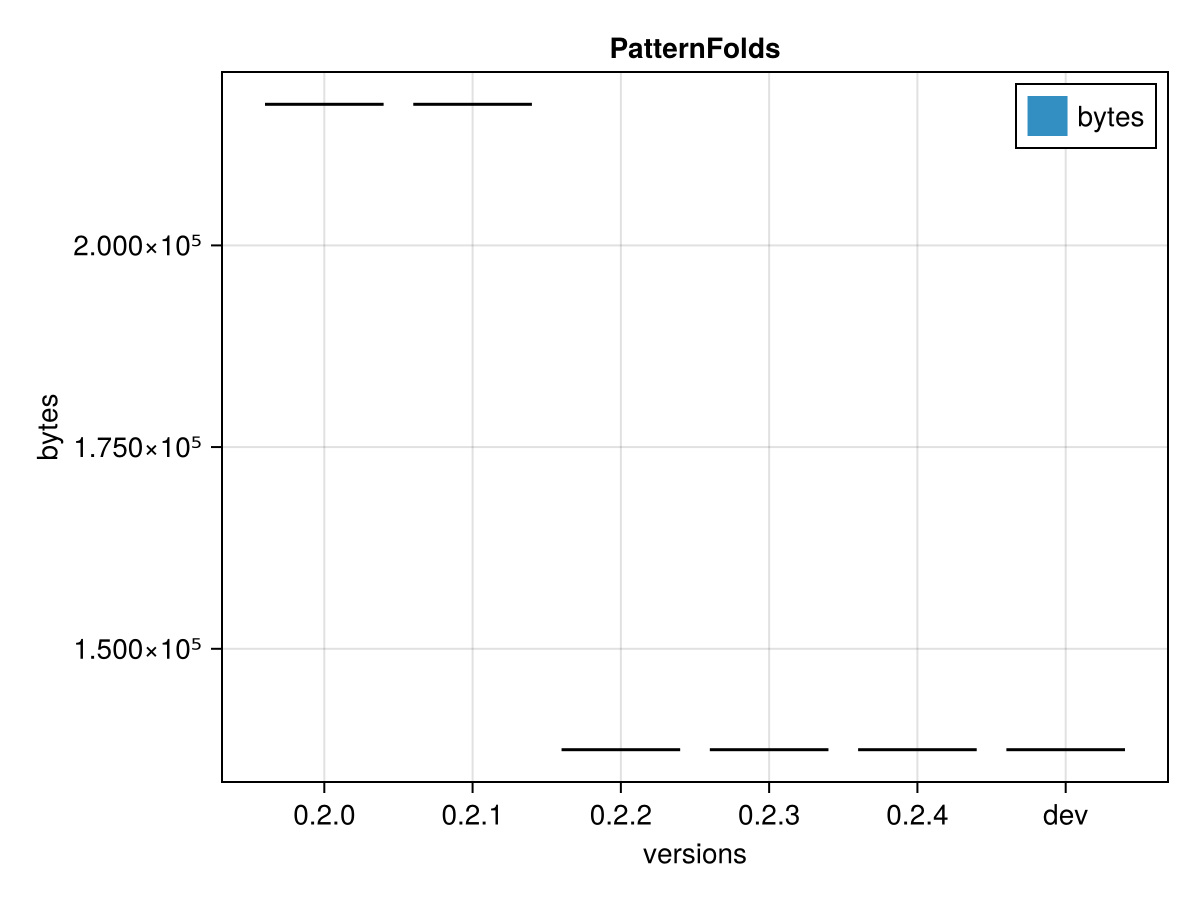 PatternFolds
bytes
2.000×10⁵
1.750×10⁵
1.500×10⁵
bytes
0.2.0 0.2.1 0.2.2 0.2.3 0.2.4 dev
versions